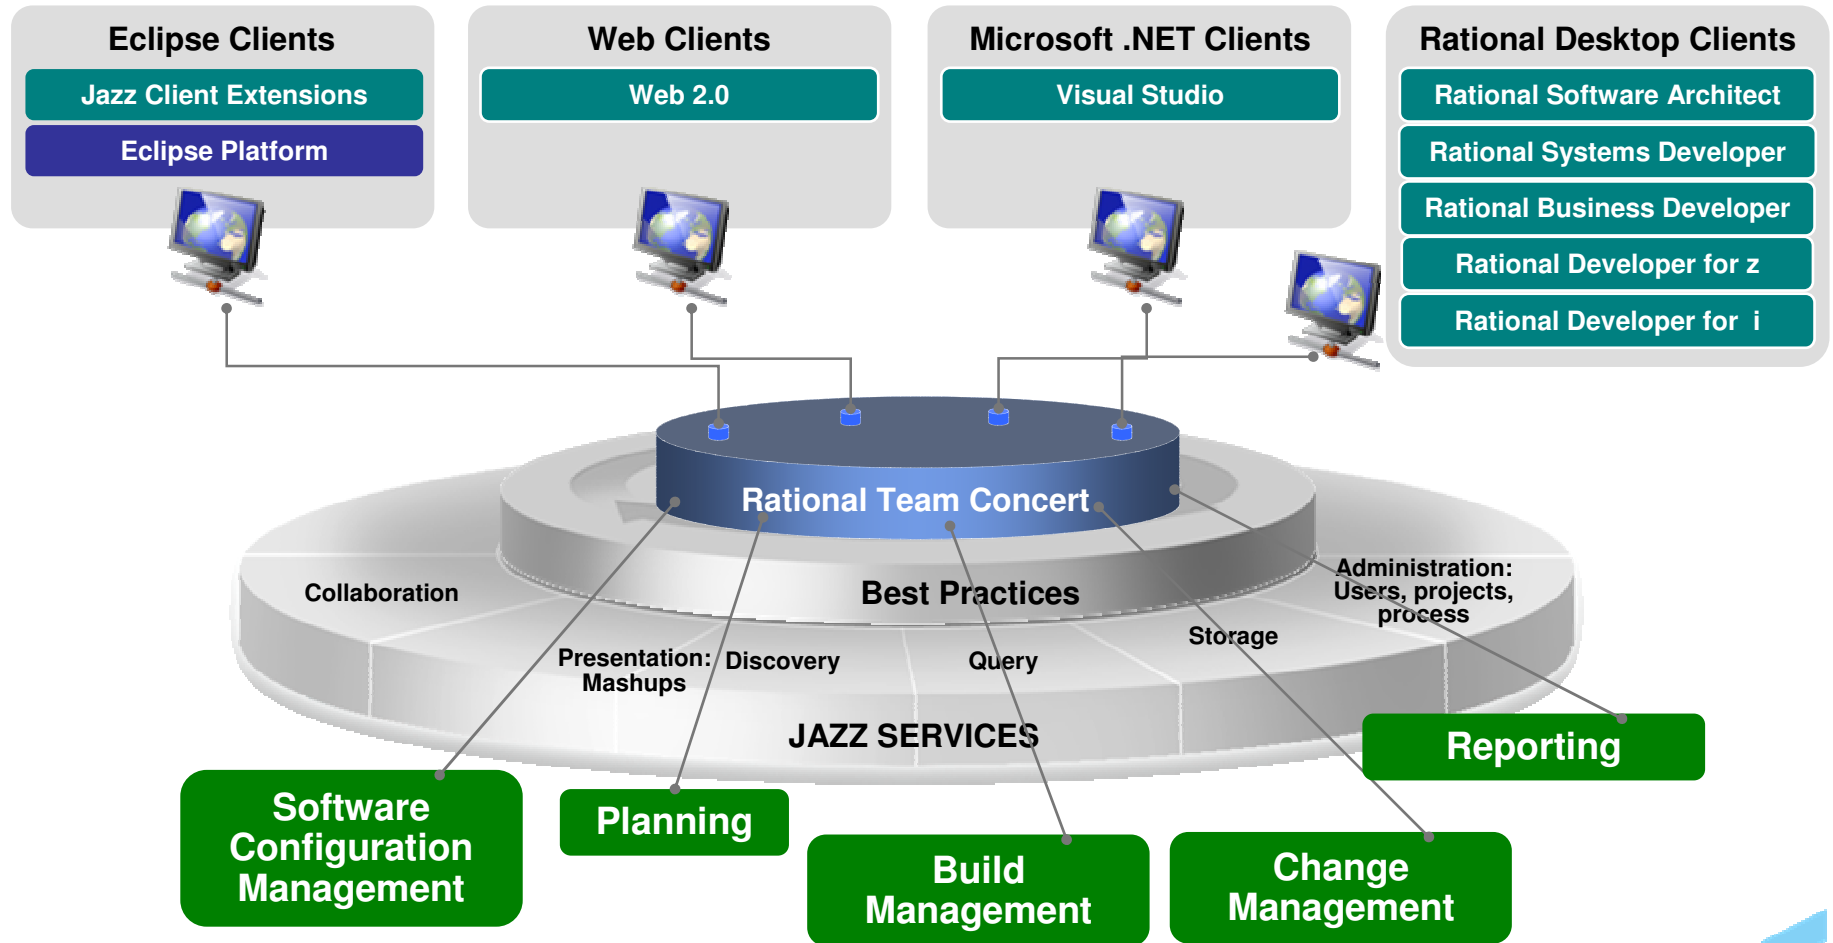 Eclipse Clients
Jazz Client Extensions
Eclipse Platform
Web Clients
Web 2.0
Microsoft .NET Clients
Visual Studio
Rational Desktop Clients
Rational Software Architect
Rational Systems Developer
Rational Business Developer
Rational Developer for z
Rational Developer for i
Rational Team Concert
Best Practices
Collaboration
Presentation:
Mashups
Discovery
Query
Storage
Administration:
Users, projects,
process
JAZZ SERVICES
Software
Configuration
Management
Planning
Build
Management
Change
Management
Reporting